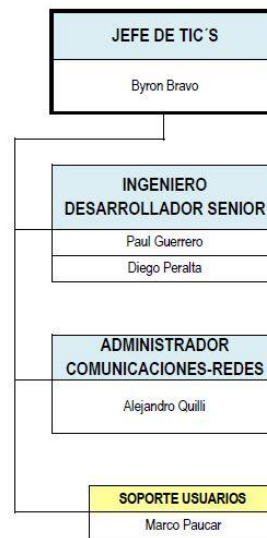 JEFE DE TIC´S
Byron Bravo
INGENIERO
DESARROLLADOR SENIOR
Paul Guerrero
Diego Peralta
ADMINISTRADOR
COMUNICACIONES-REDES
Alejandro Quilli
SOPORTE USUARIOS
Marco Paucar